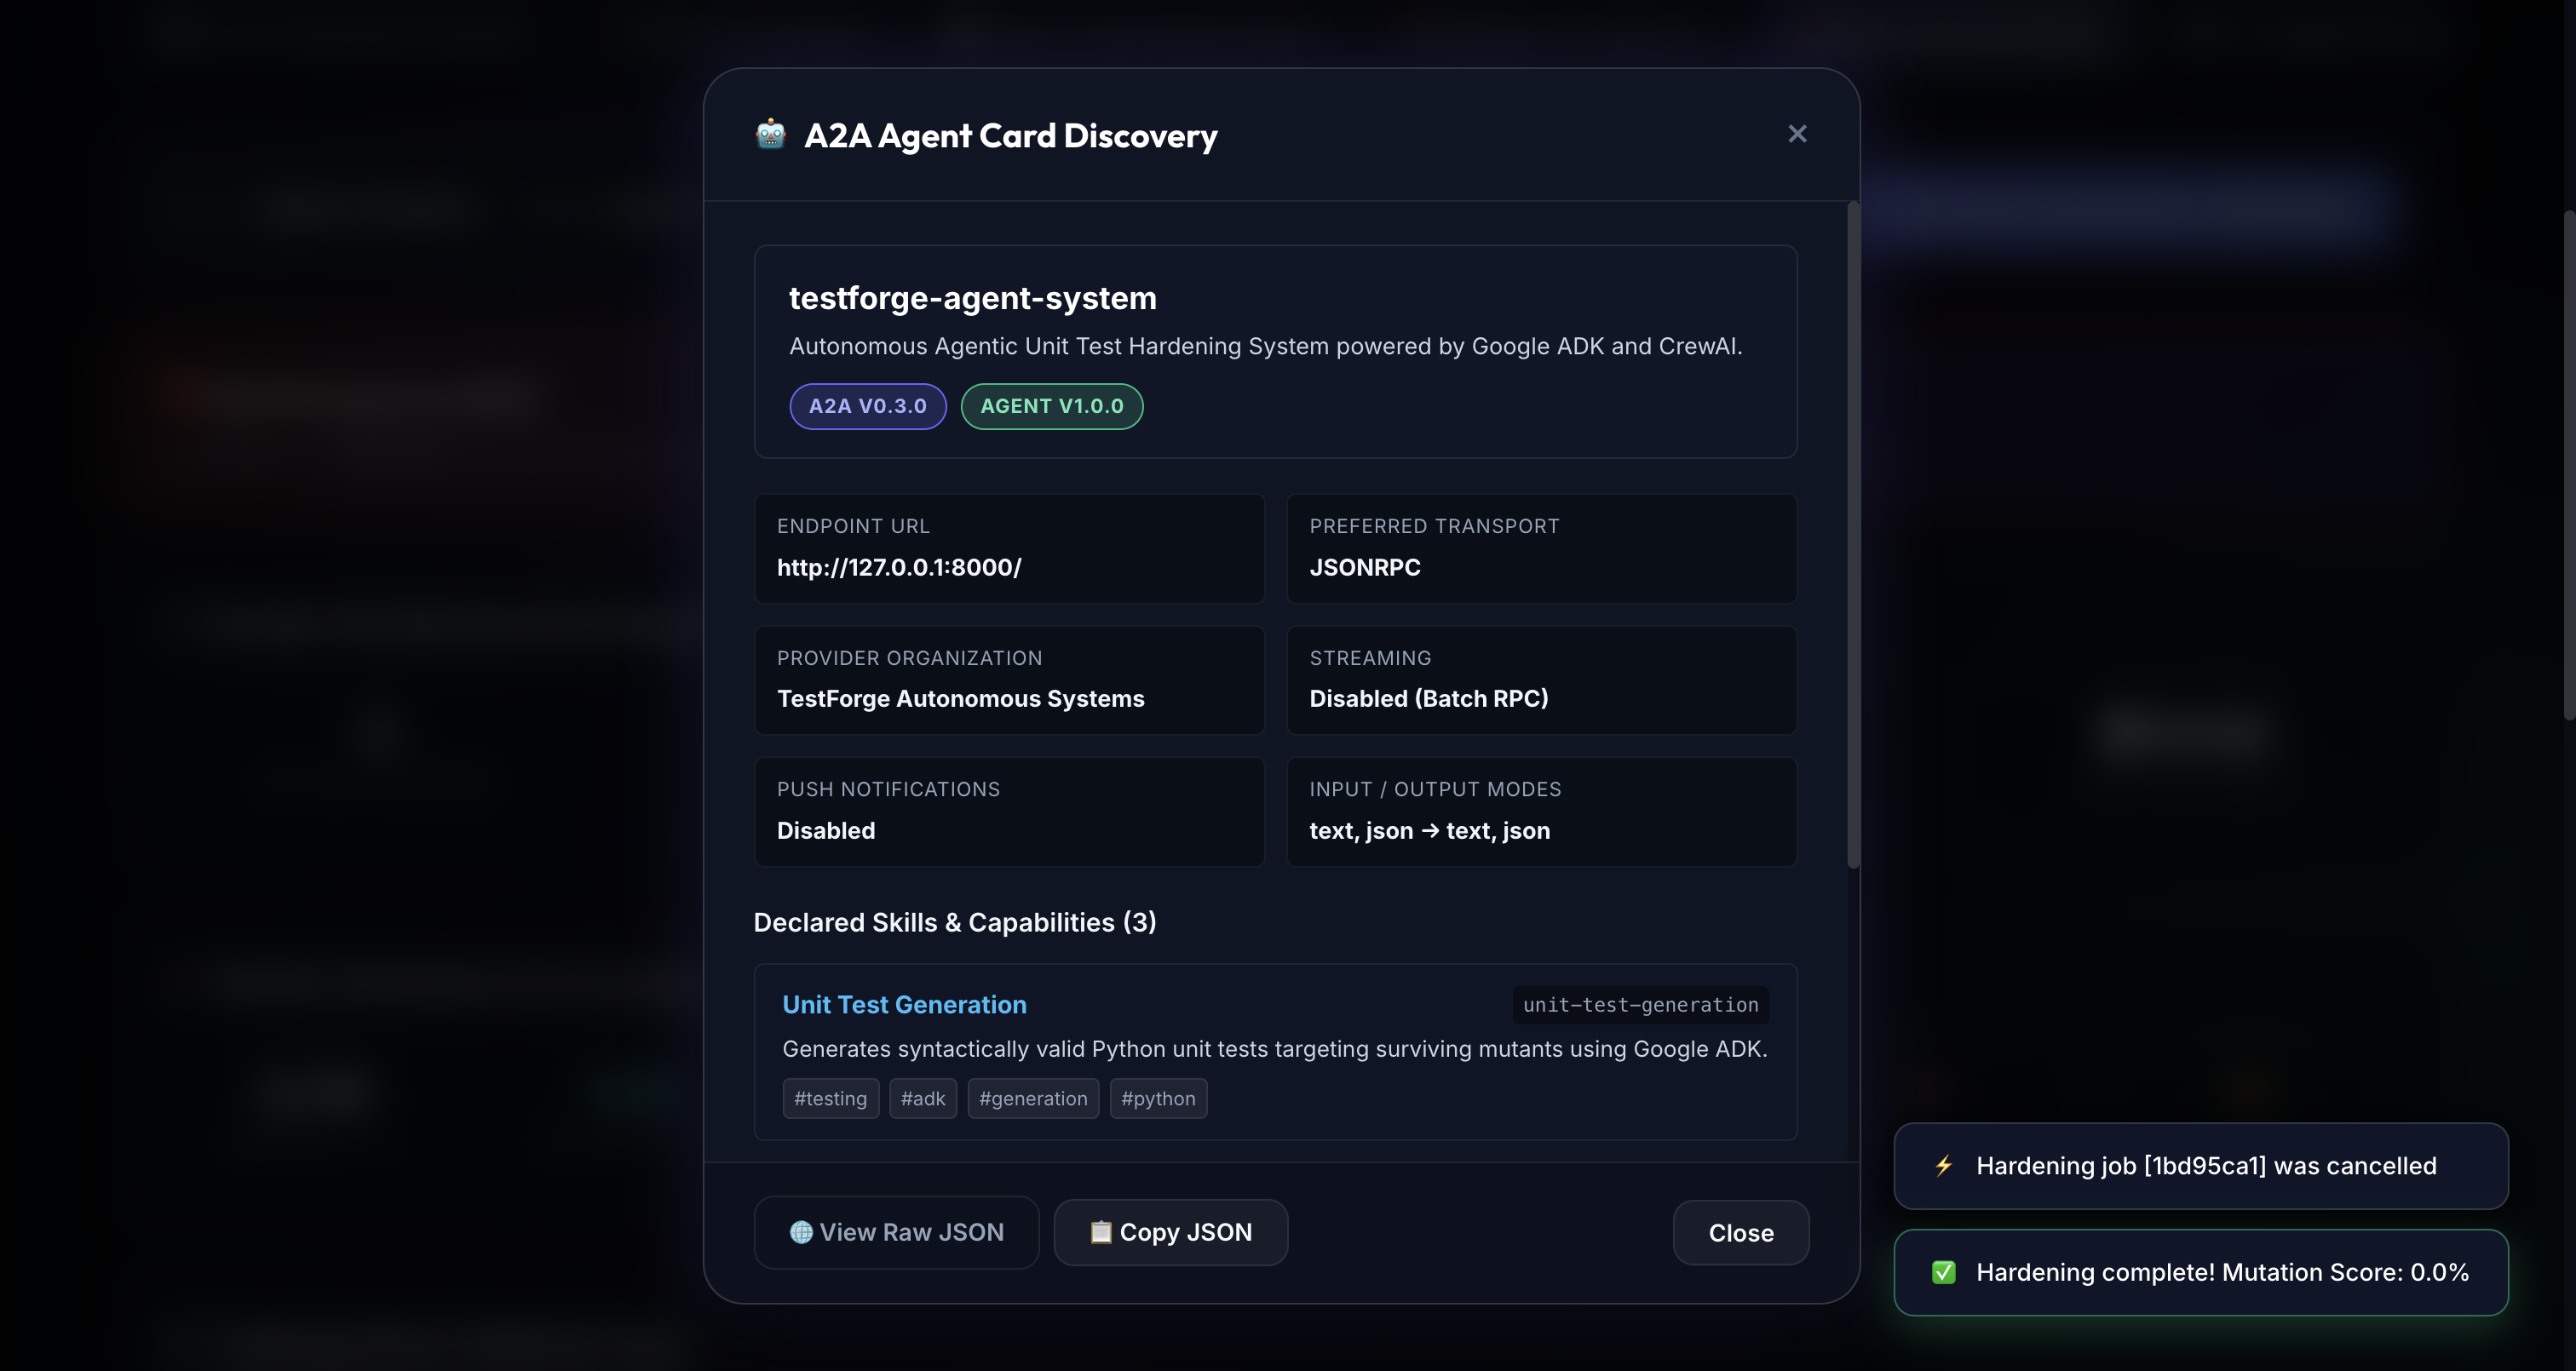 🤖 A2A Agent Card Discovery ✕
testforge-agent-system
Autonomous Agentic Unit Test Hardening System powered by Google ADK and CrewAI.
A2A V0.3.0 AGENT V1.0.0
ENDPOINT URL
http://127.0.0.1:8000/
PREFERRED TRANSPORT
JSONRPC
PROVIDER ORGANIZATION
TestForge Autonomous Systems
STREAMING
Disabled (Batch RPC)
PUSH NOTIFICATIONS
Disabled
INPUT / OUTPUT MODES
text, json → text, json
Declared Skills & Capabilities (3)
Unit Test Generation unit-test-generation
Generates syntactically valid Python unit tests targeting surviving mutants using Google ADK.
#testing #adk #generation #python
🌐 View Raw JSON 📋 Copy JSON Close
⚡ Hardening job [1bd95ca1] was cancelled
✅ Hardening complete! Mutation Score: 0.0%